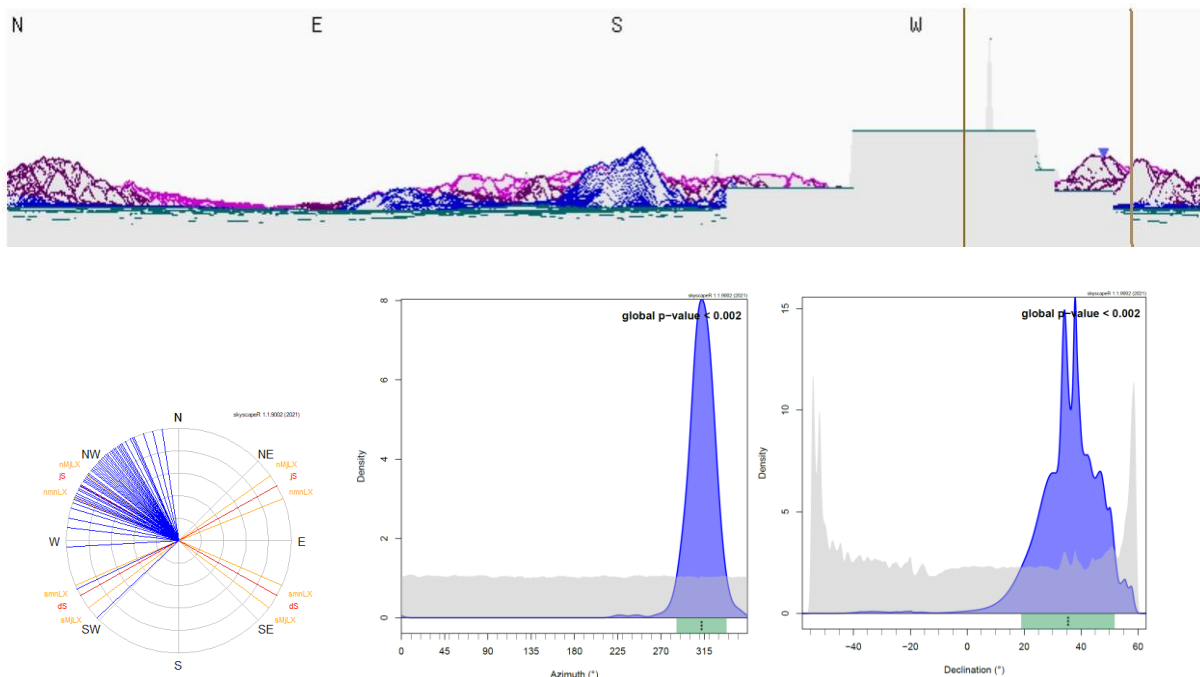 N E S W
skyscapeR 1.1.9002 (2021)
N
NW
NE
nMjLX
jS
nmnLX
nMjLX
jS
nmnLX
W
E
smnLX
dS
sMjLX
smnLX
dS
sMjLX
SW
SE
S
skyscapeR 1.1.9002 (2021)
global p-value < 0.002
8
6
4
2
0
Density
0 45 90 135 180 225 270 315
Azimuth (°)
skyscapeR 1.1.9002 (2021)
global p-value < 0.002
15
10
5
0
Density
−40 −20 0 20 40 60
Declination (°)